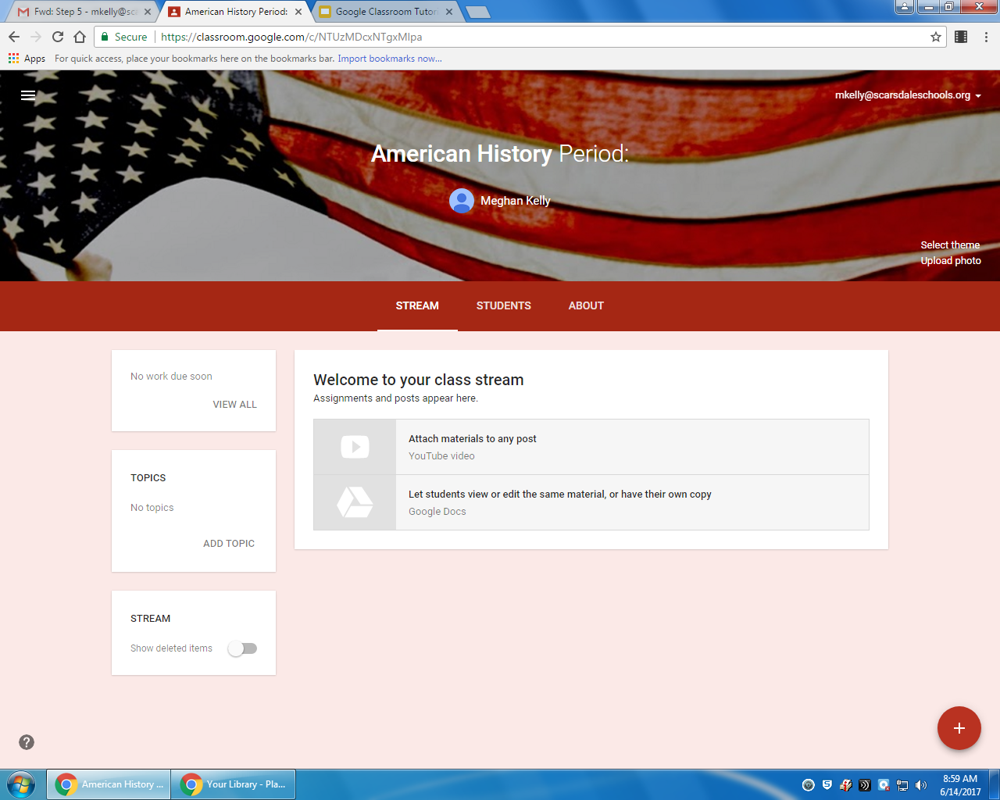 Fwd: Step 5 - mkelly@sca
American History Period:
Google Classroom Tutori
Secure
https://classroom.google.com/c/NTUzMDcxNTgxMlpa
Apps
For quick access, place your bookmarks here on the bookmarks bar. Import bookmarks now...
mkelly@scarsdaleschools.org
American History Period:
Meghan Kelly
Select theme
Upload photo
STREAM
STUDENTS
ABOUT
No work due soon
VIEW ALL
TOPICS
No topics
ADD TOPIC
STREAM
Show deleted items
Welcome to your class stream
Assignments and posts appear here.
Attach materials to any post
YouTube video
Let students view or edit the same material, or have their own copy
Google Docs
American History ...
Your Library - Pla...
8:59 AM
6/14/2017